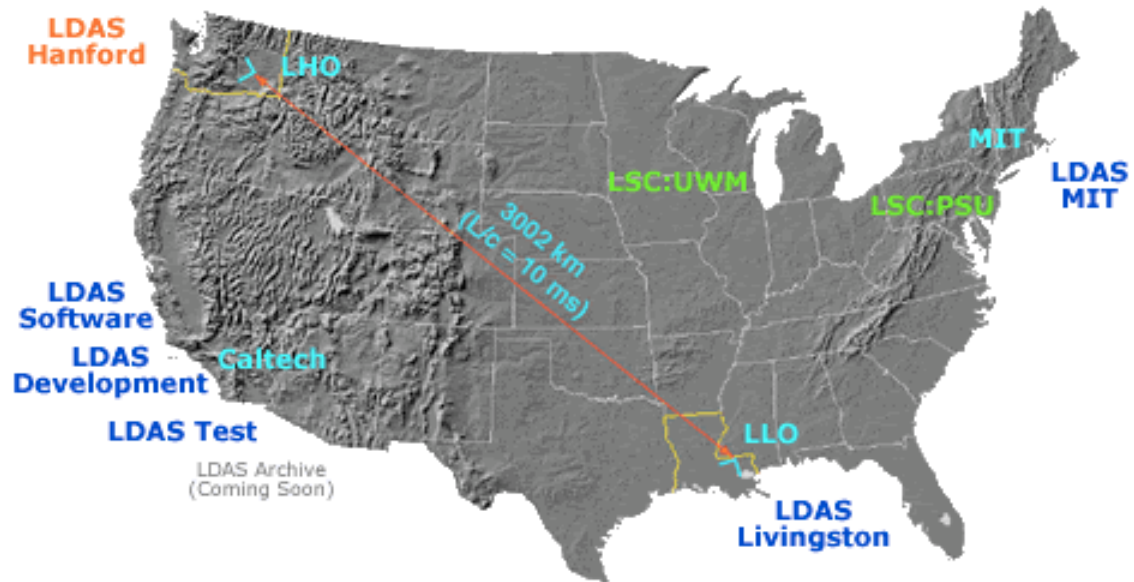 LDAS
Hanford
LHO
MIT
LDAS
MIT
LSC:UWM
LSC:PSU
3002 km
(L/c = 10 ms)
LDAS
Software
LDAS
Development
Caltech
LDAS Test
LDAS Archive
(Coming Soon)
LLO
LDAS
Livingston